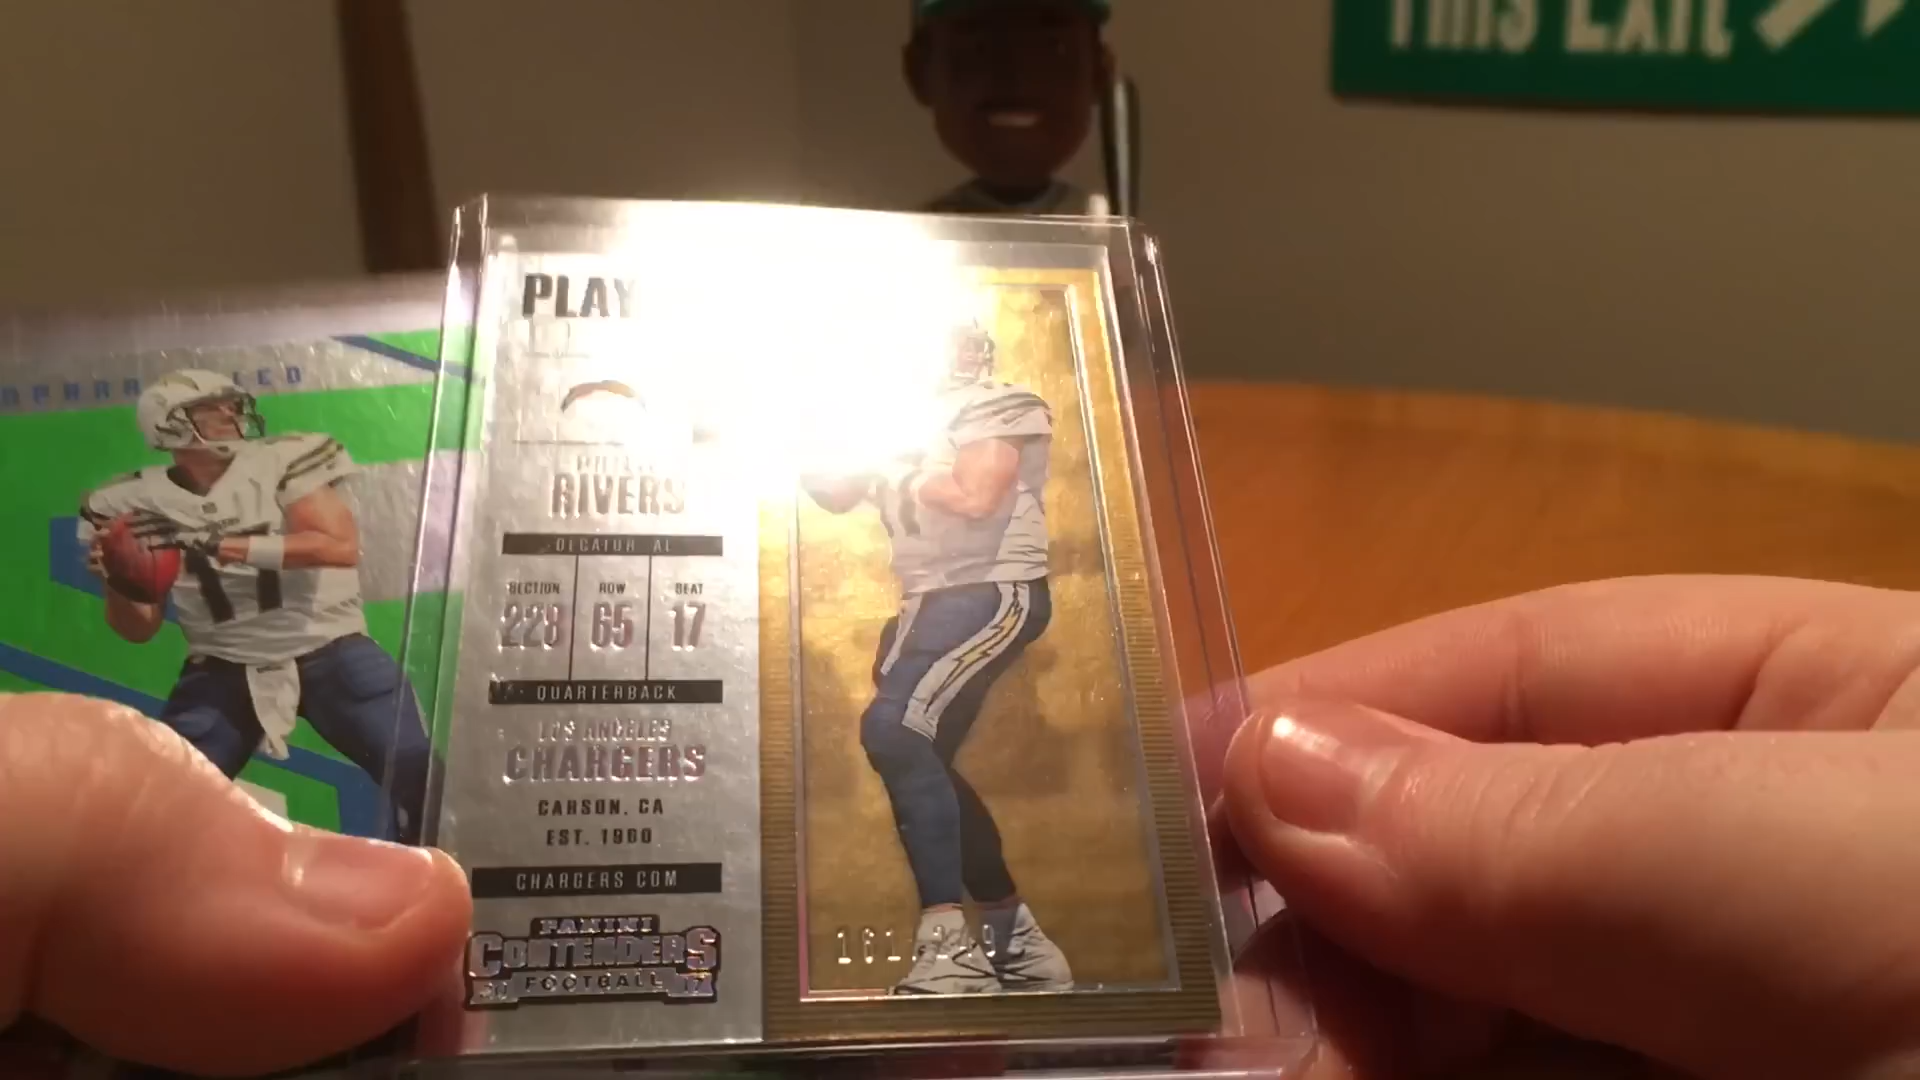 THIS EXIT
PLAY
RIVERS
DECATUR AL
SECTION ROW SEAT
228 65 17
QUARTERBACK
LOS ANGELES
CHARGERS
CARSON, CA
EST. 1960
CHARGERS.COM
PANINI
CONTENDERS
FOOTBALL
17